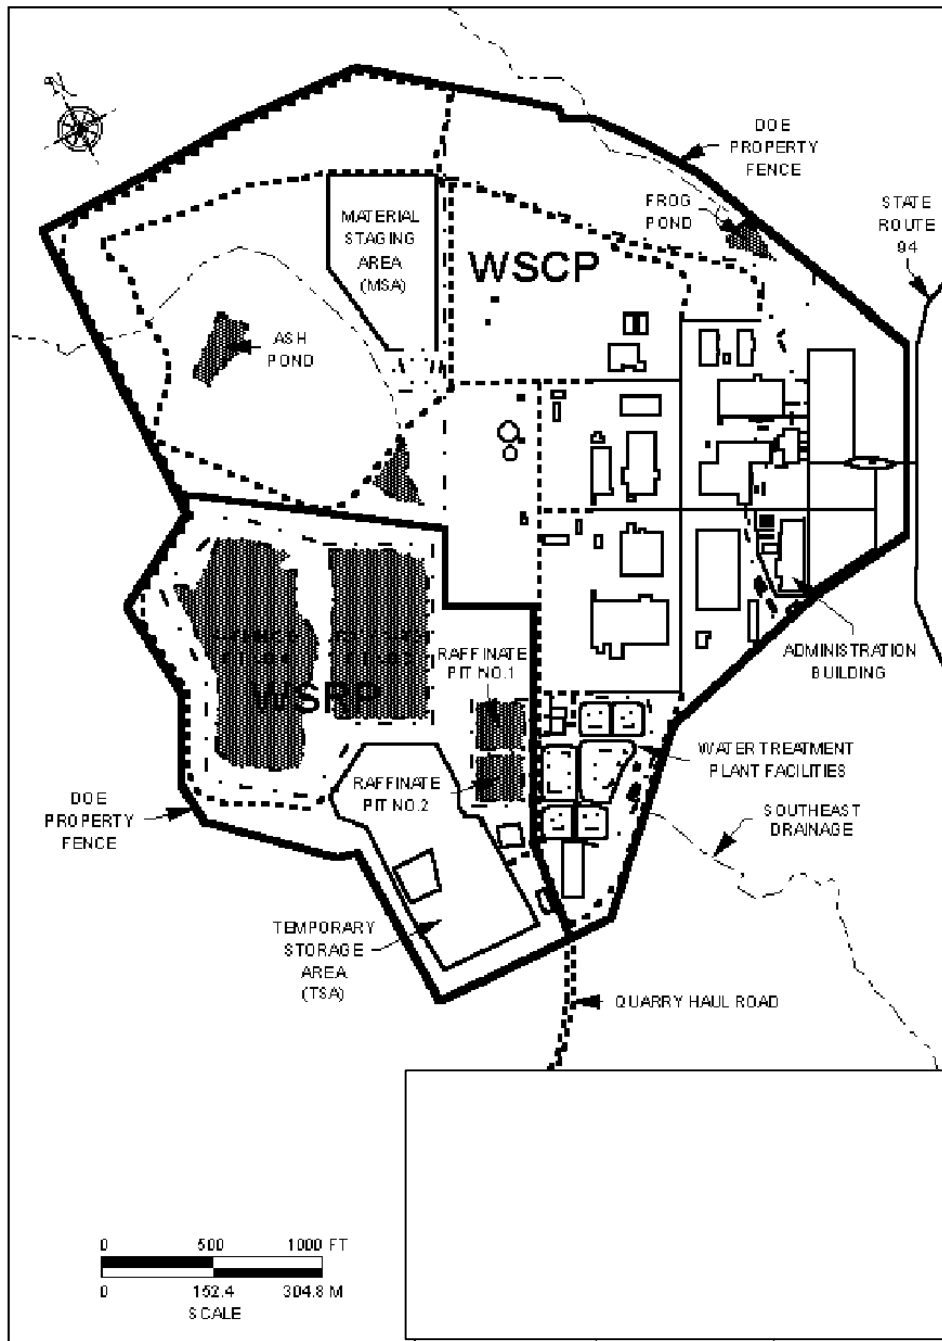 DOE
PROPERTY
FENCE
FROG
POND
STATE
ROUTE
94
MATERIAL
STAGING
AREA
(MSA)
WSCP
ASH
POND
RAFFINATE
PIT NO.1
WSRP
ADMINISTRATION
BUILDING
WATER TREATMENT
PLANT FACILITIES
RAFFINATE
PIT NO.2
DOE
PROPERTY
FENCE
SOUTHEAST
DRAINAGE
TEMPORARY
STORAGE
AREA
(TSA)
QUARRY HAUL ROAD
0 500 1000 FT
0 152.4 304.8 M
SCALE